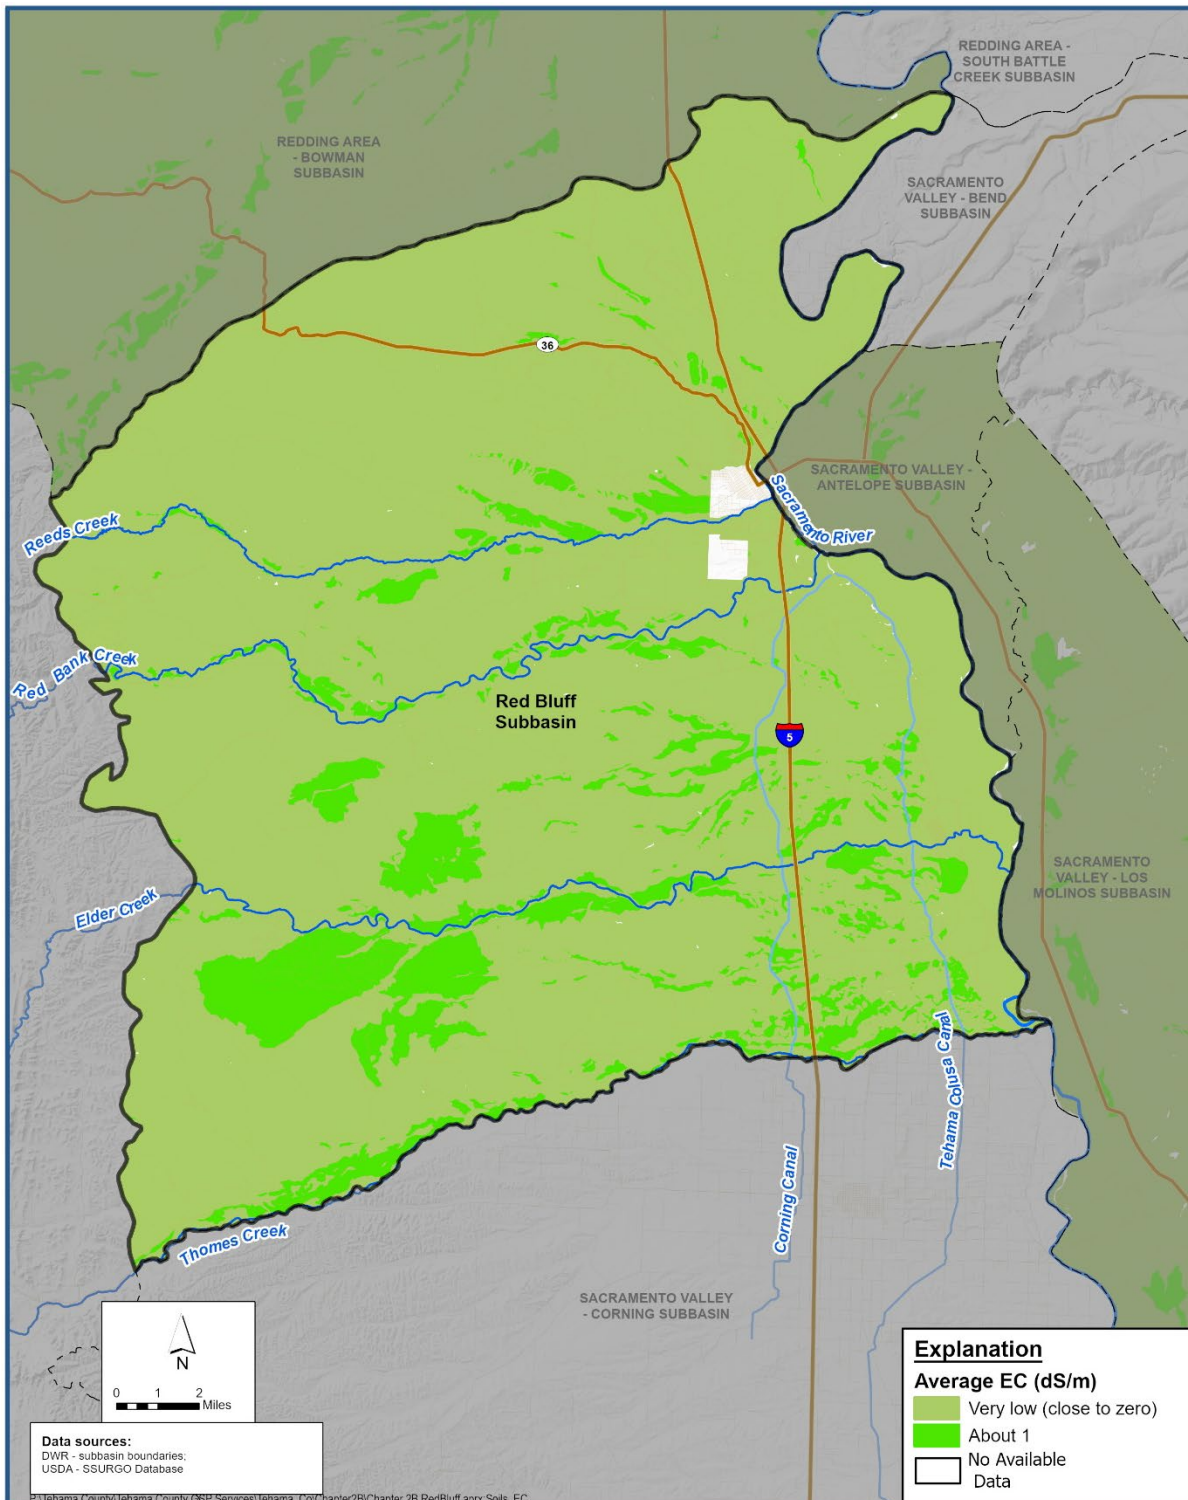 REDDING AREA -
SOUTH BATTLE
CREEK SUBBASIN
REDDING AREA
- BOWMAN
SUBBASIN
SACRAMENTO
VALLEY - BEND
SUBBASIN
36
SACRAMENTO VALLEY -
ANTELOPE SUBBASIN
Sacramento River
Reeds Creek
Red Bank Creek
Red Bluff
Subbasin
5
SACRAMENTO
VALLEY - LOS
MOLINOS SUBBASIN
Elder Creek
Tehama Colusa Canal
Corning Canal
Thomes Creek
SACRAMENTO VALLEY
- CORNING SUBBASIN
N
0 1 2
Miles
Data sources:
DWR - subbasin boundaries;
USDA - SSURGO Database
Explanation
Average EC (dS/m)
Very low (close to zero)
About 1
No Available
Data